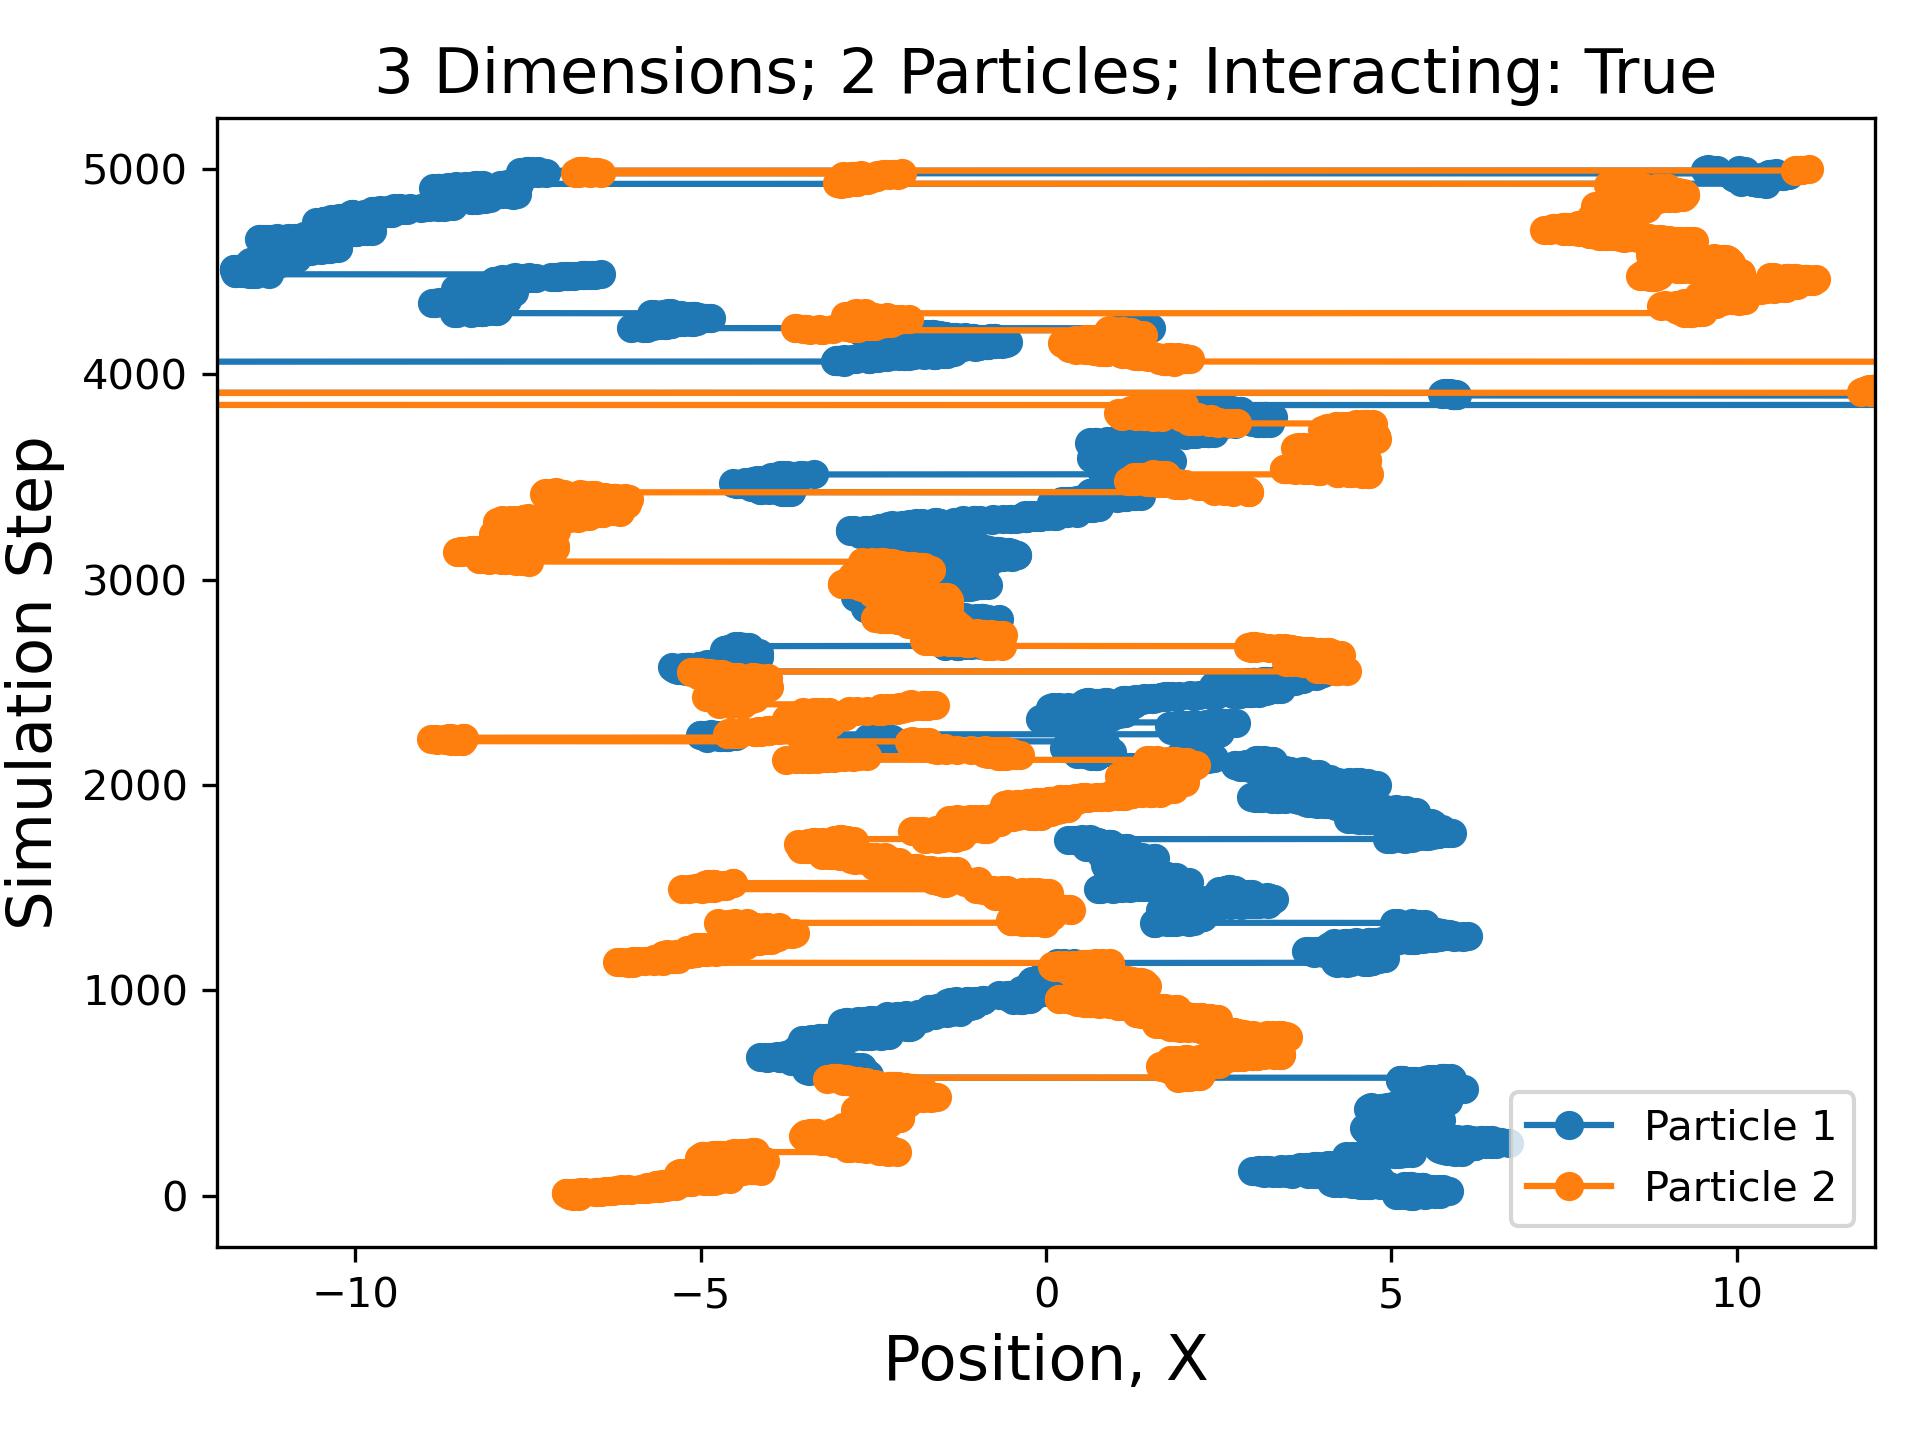 3 Dimensions; 2 Particles; Interacting: True
5000
4000
3000
2000
1000
0
Simulation Step
−10
−5
0
5
10
Position, X
Particle 1
Particle 2